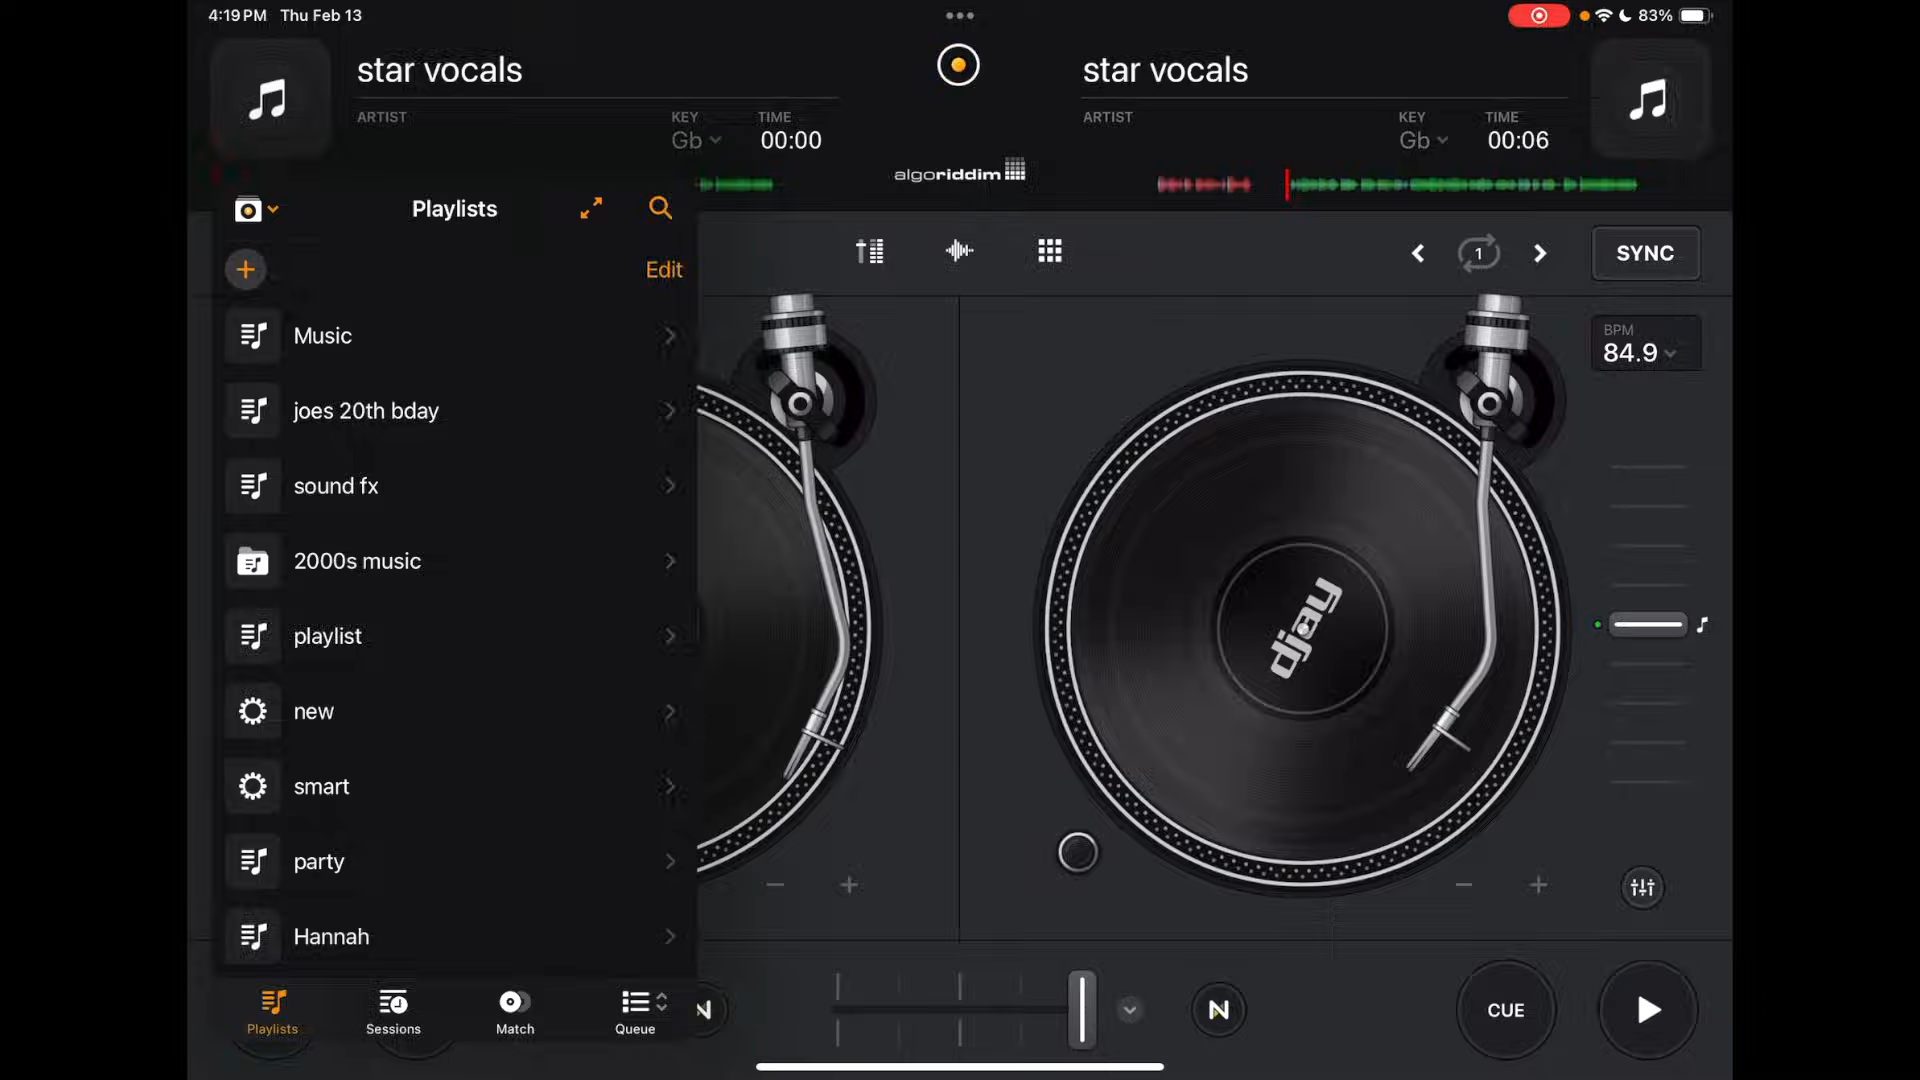 4:19 PM Thu Feb 13
83%
star vocals
ARTIST
KEY
Gb
TIME
00:00
star vocals
ARTIST
KEY
Gb
TIME
00:06
algoriddim
Playlists
Edit
1
SYNC
BPM
84.9
Music
joes 20th bday
sound fx
2000s music
playlist
new
smart
party
Hannah
djay
Playlists
Sessions
Match
Queue
N
N
CUE